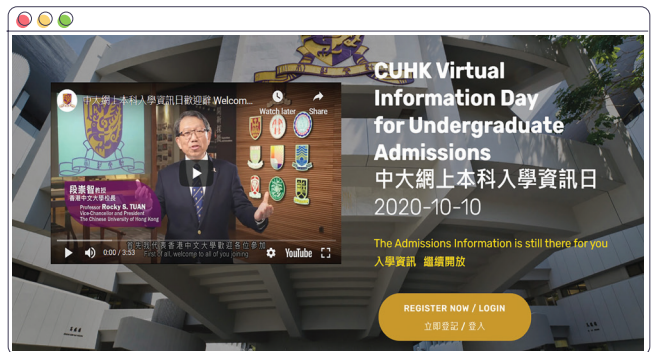 中大網上本科入學資訊日歡迎辭 Welcom...
Watch later
Share
段崇智教授
香港中文大學校長
Professor Rocky S. TUAN
Vice-Chancellor and President
The Chinese University of Hong Kong
首先我代表香港中文大學歡迎各位參加
First of all, welcome to all of you joining
0:00 / 3:53
YouTube
CUHK Virtual
Information Day
for Undergraduate
Admissions
中大網上本科入學資訊日
2020-10-10
The Admissions Information is still there for you
入學資訊 繼續開放
REGISTER NOW / LOGIN
立即登記 / 登入